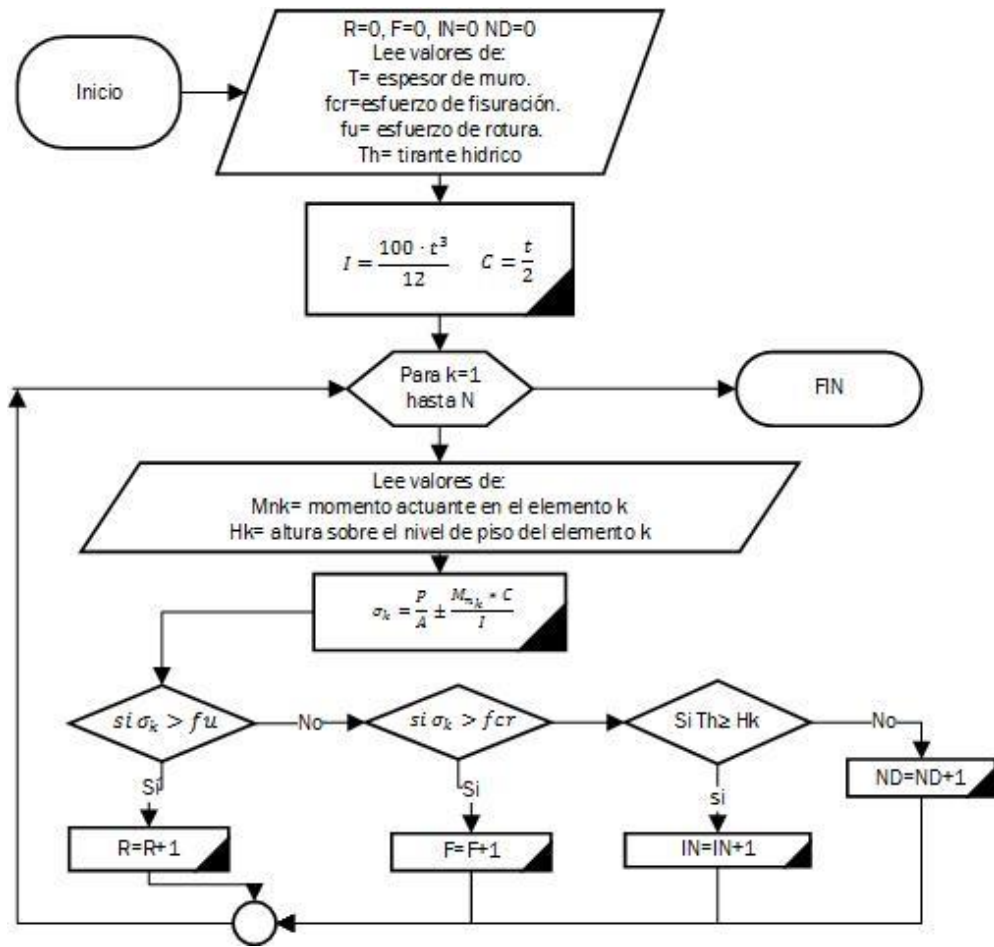 Inicio
R=0, F=0, IN=0 ND=0
Lee valores de:
T= espesor de muro.
fcr=esfuerzo de fisuración.
fu= esfuerzo de rotura.
Th= tirante hidrico
I = 100 · t³ / 12    C = t / 2
Para k=1
hasta N
FIN
Lee valores de:
Mnk= momento actuante en el elemento k
Hk= altura sobre el nivel de piso del elemento k
σₖ = P/A ± Mₙₖ * C / I
si σₖ > fu
No
si σₖ > fcr
Si Th≥ Hk
No
Sí
Si
si
ND=ND+1
R=R+1
F=F+1
IN=IN+1